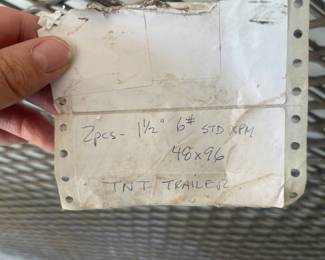 2pcs- 1½" 6# STD XPM
48x96
TNT TRAILER